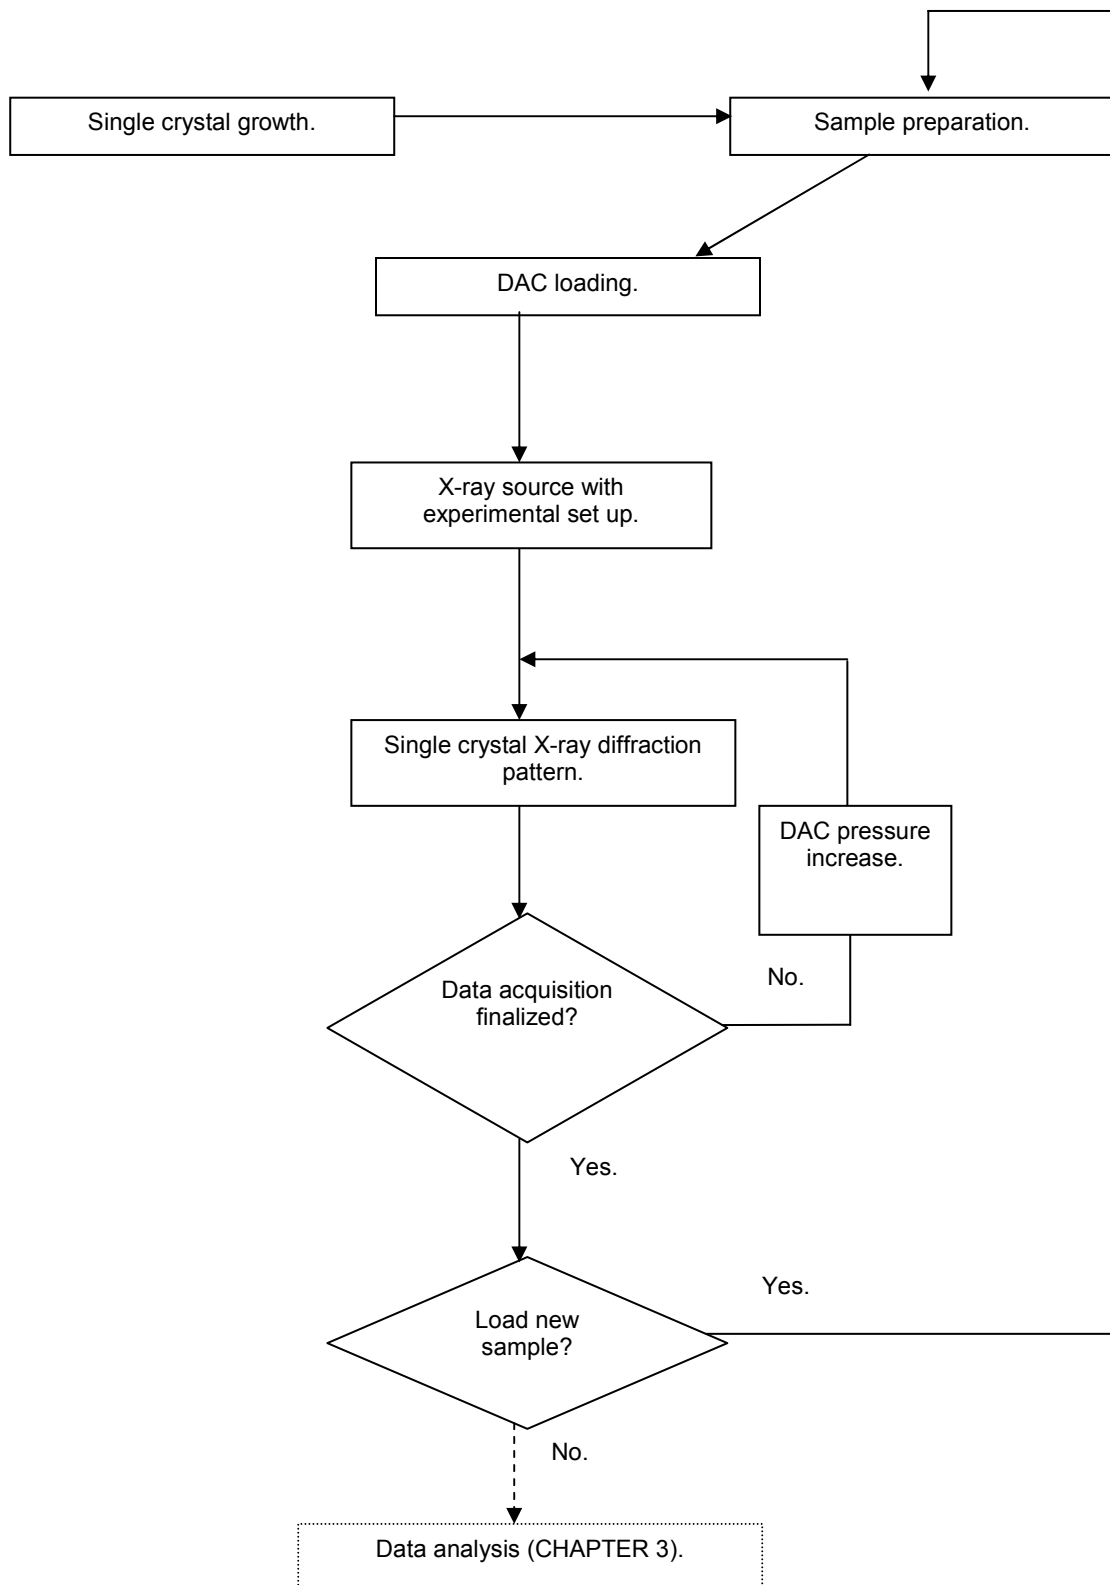 Single crystal growth.
Sample preparation.
DAC loading.
X-ray source with
experimental set up.
Single crystal X-ray diffraction
pattern.
DAC pressure
increase.
No.
Data acquisition
finalized?
Yes.
Yes.
Load new
sample?
No.
Data analysis (CHAPTER 3).